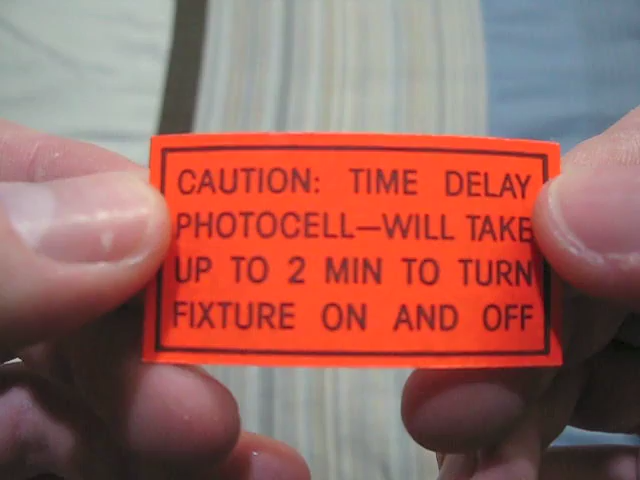 CAUTION: TIME DELAY
PHOTOCELL—WILL TAKE
UP TO 2 MIN TO TURN
FIXTURE ON AND OFF